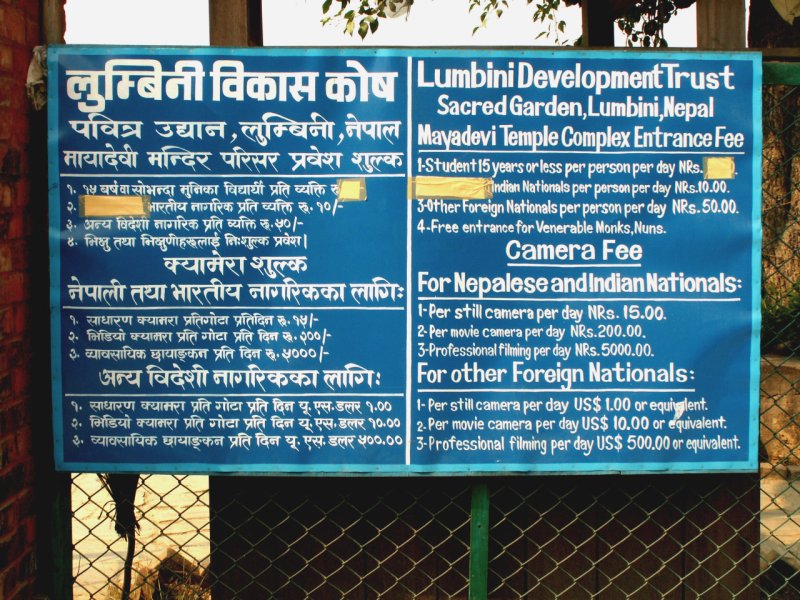 लुम्बिनी विकास कोष
पवित्र उद्यान, लुम्बिनी, नेपाल
मायादेवी मन्दिर परिसर प्रवेश शुल्क
१. १५ बर्ष वा सोभन्दा मुनिका विद्यार्थी प्रति व्यक्ति रु
२. भारतीय नागरिक प्रति व्यक्ति रु. १०/-
३. अन्य विदेशी नागरिक प्रति व्यक्ति रु. ५०/-
४. भिक्षु तथा भिक्षुणीहरुलाई निःशुल्क प्रवेश।
क्यामेरा शुल्क
नेपाली तथा भारतीय नागरिकका लागिः
१. साधारण क्यामरा प्रतिगोटा प्रतिदिन रु. १५/-
२. भिडियो क्यामरा प्रति गोटा प्रति दिन रु. २००/-
३. व्यावसायिक छायाङ्कन प्रति दिन रु. ५०००/-
अन्य विदेशी नागरिकका लागिः
१. साधारण क्यामरा प्रति गोटा प्रति दिन यू. एस. डलर १.००
२. भिडियो क्यामरा प्रति गोटा प्रति दिन यू. एस. डलर १०.००
३. व्यावसायिक छायाङ्कन प्रति दिन यू. एस. डलर ५००.००
Lumbini Development Trust
Sacred Garden, Lumbini, Nepal
Mayadevi Temple Complex Entrance Fee
1-Student 15 years or less per person per day NRs.
Indian Nationals per person per day NRs.10.00.
3-Other Foreign Nationals per person per day NRs. 50.00.
4-Free entrance for Venerable Monks, Nuns.
Camera Fee
For Nepalese and Indian Nationals:
1-Per still camera per day NRs. 15.00.
2-Per movie camera per day NRs. 200.00.
3-Professional filming per day NRs. 5000.00.
For other Foreign Nationals:
1-Per still camera per day US$ 1.00 or equivalent.
2-Per movie camera per day US$ 10.00 or equivalent.
3-Professional filming per day US$ 500.00 or equivalent.